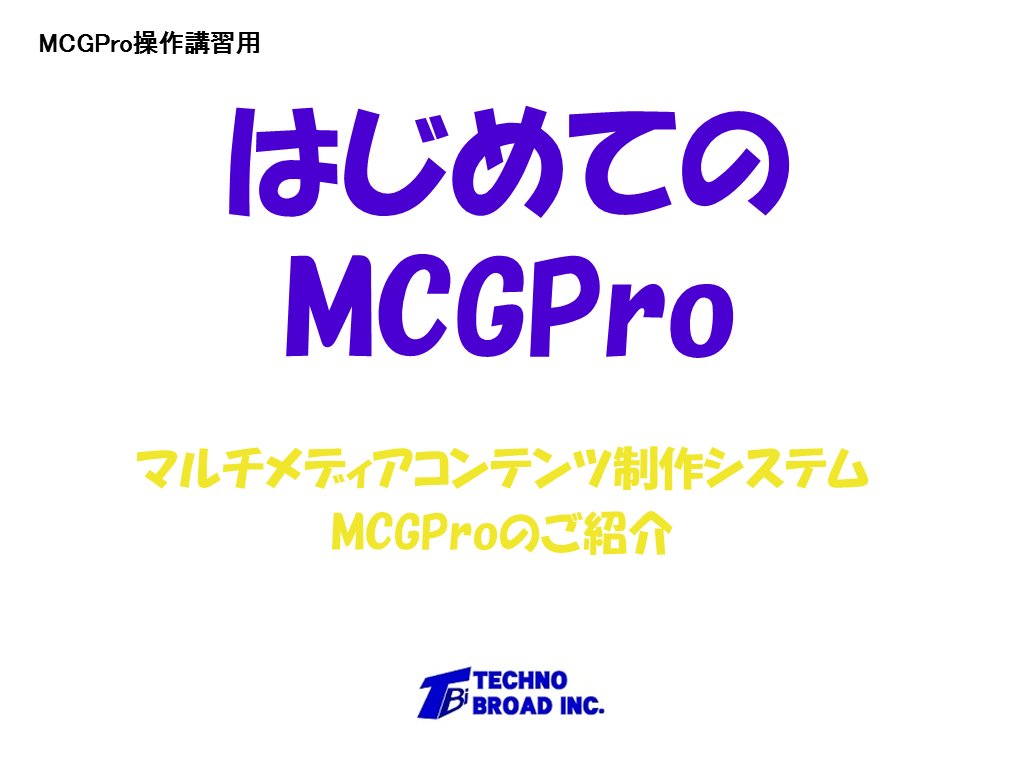 MCGPro操作講習用
はじめての
MCGPro
マルチメディアコンテンツ制作システム
MCGProのご紹介
TBi TECHNO
BROAD INC.